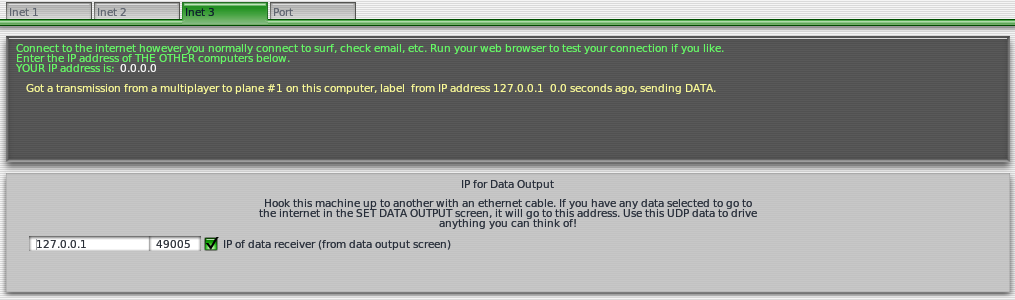 Inet 1 Inet 2 Inet 3 Port
Connect to the internet however you normally connect to surf, check email, etc. Run your web browser to test your connection if you like.
Enter the IP address of THE OTHER computers below.
YOUR IP address is: 0.0.0.0
Got a transmission from a multiplayer to plane #1 on this computer, label from IP address 127.0.0.1 0.0 seconds ago, sending DATA.
IP for Data Output
Hook this machine up to another with an ethernet cable. If you have any data selected to go to
the internet in the SET DATA OUTPUT screen, it will go to this address. Use this UDP data to drive
anything you can think of!
127.0.0.1 49005 IP of data receiver (from data output screen)